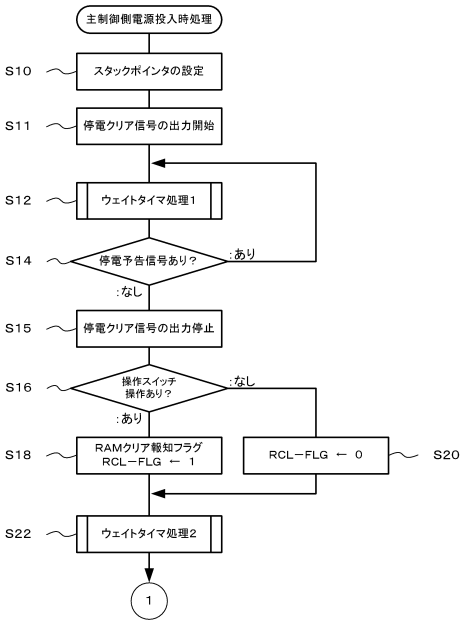 主制御側電源投入時処理
S10
スタックポインタの設定
S11
停電クリア信号の出力開始
S12
ウェイトタイマ処理1
S14
停電予告信号あり?
:あり
:なし
S15
停電クリア信号の出力停止
S16
操作スイッチ
操作あり?
:なし
:あり
S18
RAMクリア報知フラグ
RCL-FLG ← 1
RCL-FLG ← 0
S20
S22
ウェイトタイマ処理2
1